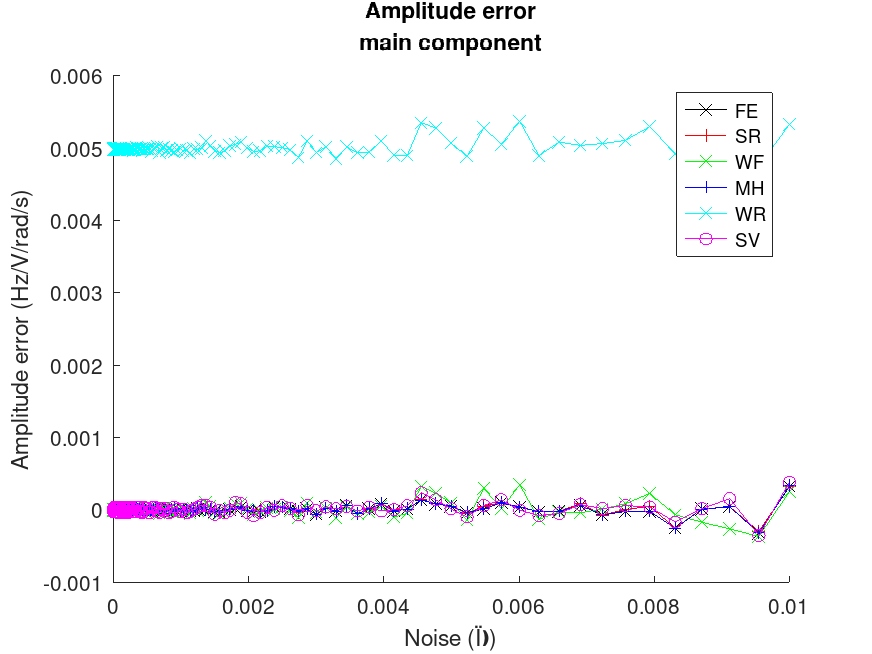 Amplitude error
main component
0.006
0.005
0.004
0.003
0.002
0.001
0
-0.001
Amplitude error (Hz/V/rad/s)
FE
SR
WF
MH
WR
SV
0
0.002
0.004
0.006
0.008
0.01
Noise